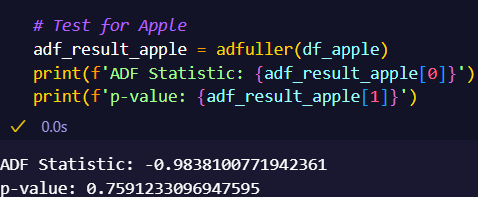 # Test for Apple
adf_result_apple = adfuller(df_apple)
print(f'ADF Statistic: {adf_result_apple[0]}')
print(f'p-value: {adf_result_apple[1]}')
✓ 0.0s
ADF Statistic: -0.9838100771942361
p-value: 0.7591233096947595